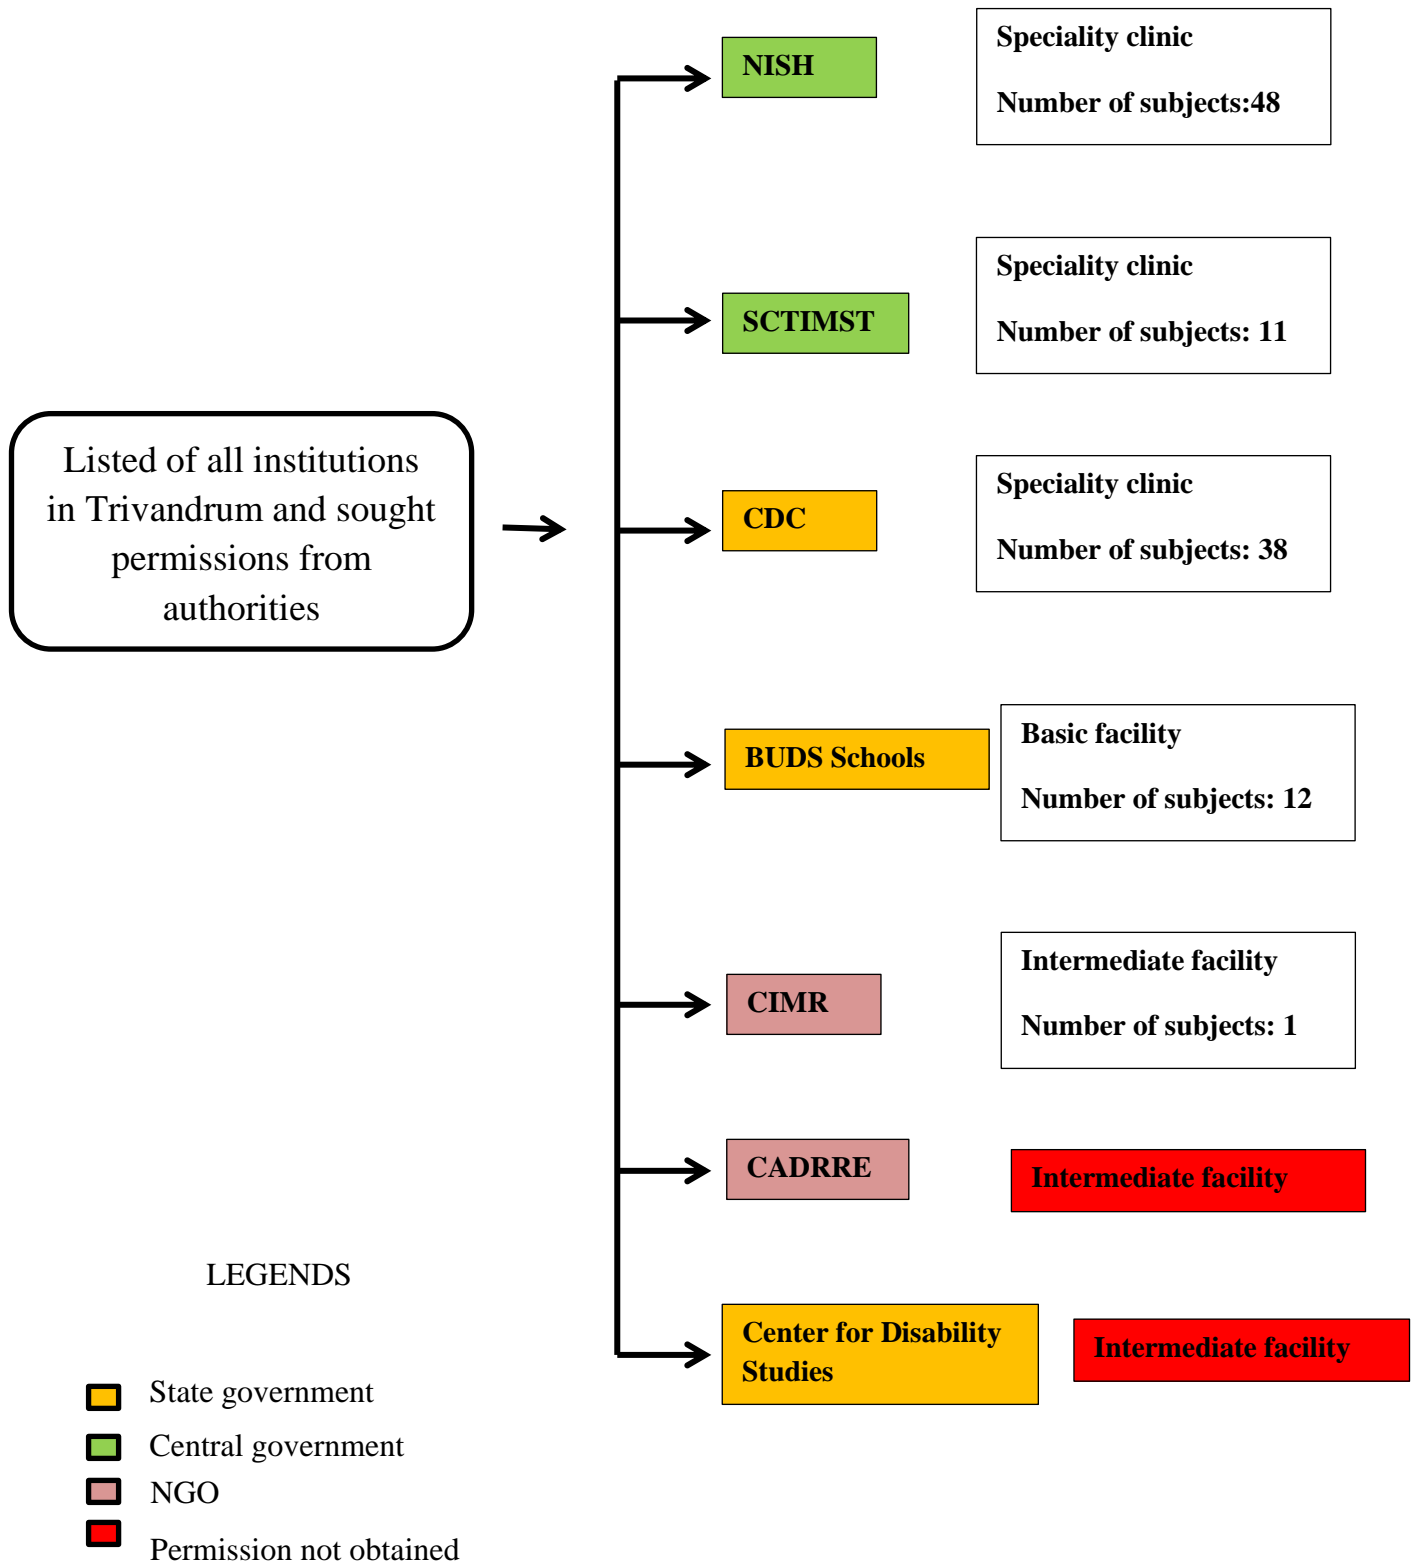 Listed of all institutions
in Trivandrum and sought
permissions from
authorities
NISH
Speciality clinic
Number of subjects:48
SCTIMST
Speciality clinic
Number of subjects: 11
CDC
Speciality clinic
Number of subjects: 38
BUDS Schools
Basic facility
Number of subjects: 12
CIMR
Intermediate facility
Number of subjects: 1
CADRRE
Intermediate facility
Center for Disability
Studies
Intermediate facility
LEGENDS
State government
Central government
NGO
Permission not obtained